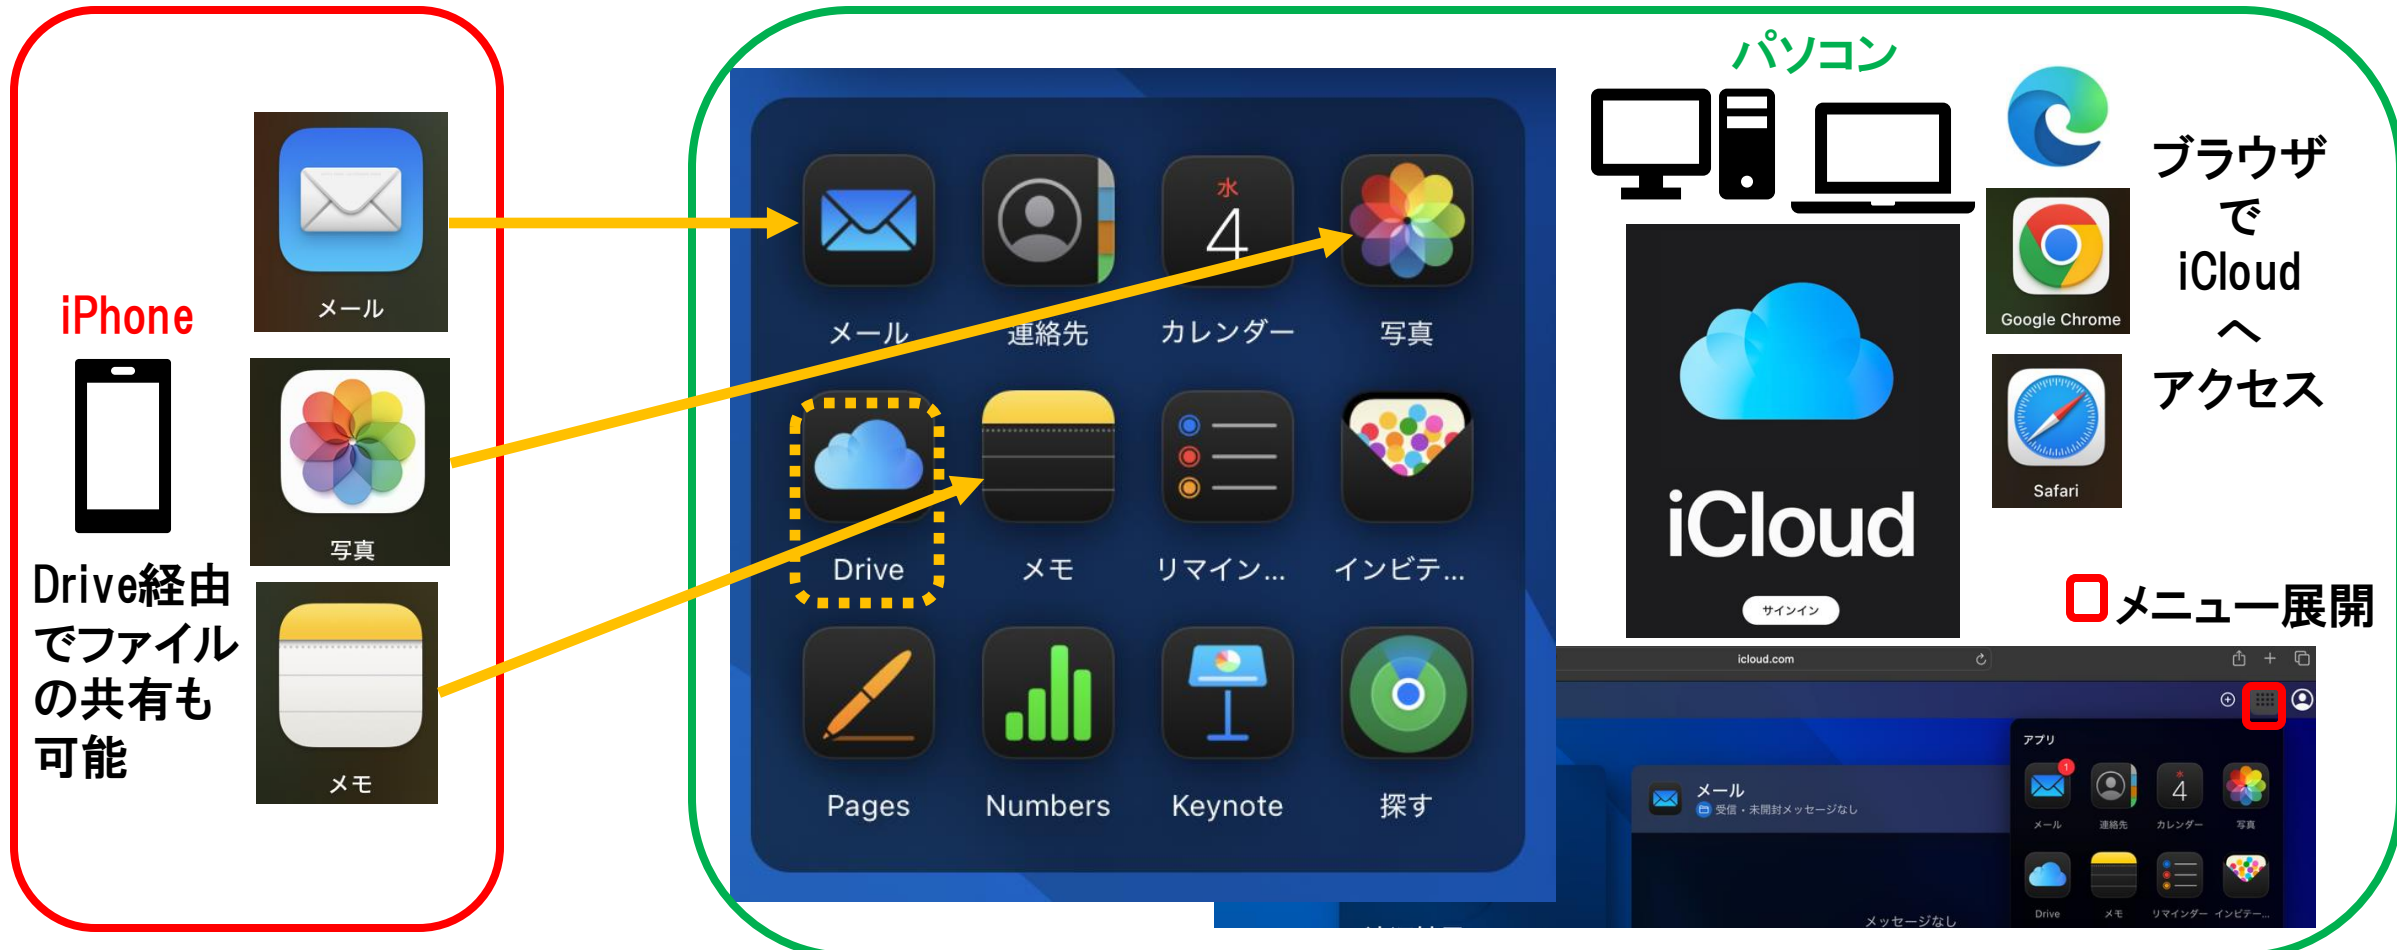 iPhone
Drive経由
でファイル
の共有も
可能
メール
写真
メモ
メール
連絡先
水
4
カレンダー
写真
Drive
メモ
リマイン...
インビテ...
Pages
Numbers
Keynote
探す
パソコン
iCloud
サインイン
Google Chrome
Safari
ブラウザ
で
iCloud
へ
アクセス
メニュー展開
icloud.com
アプリ
メール
受信・未開封メッセージなし
メッセージなし
1
水
4
メール
連絡先
カレンダー
写真
Drive
メモ
リマインダー
インビテー...